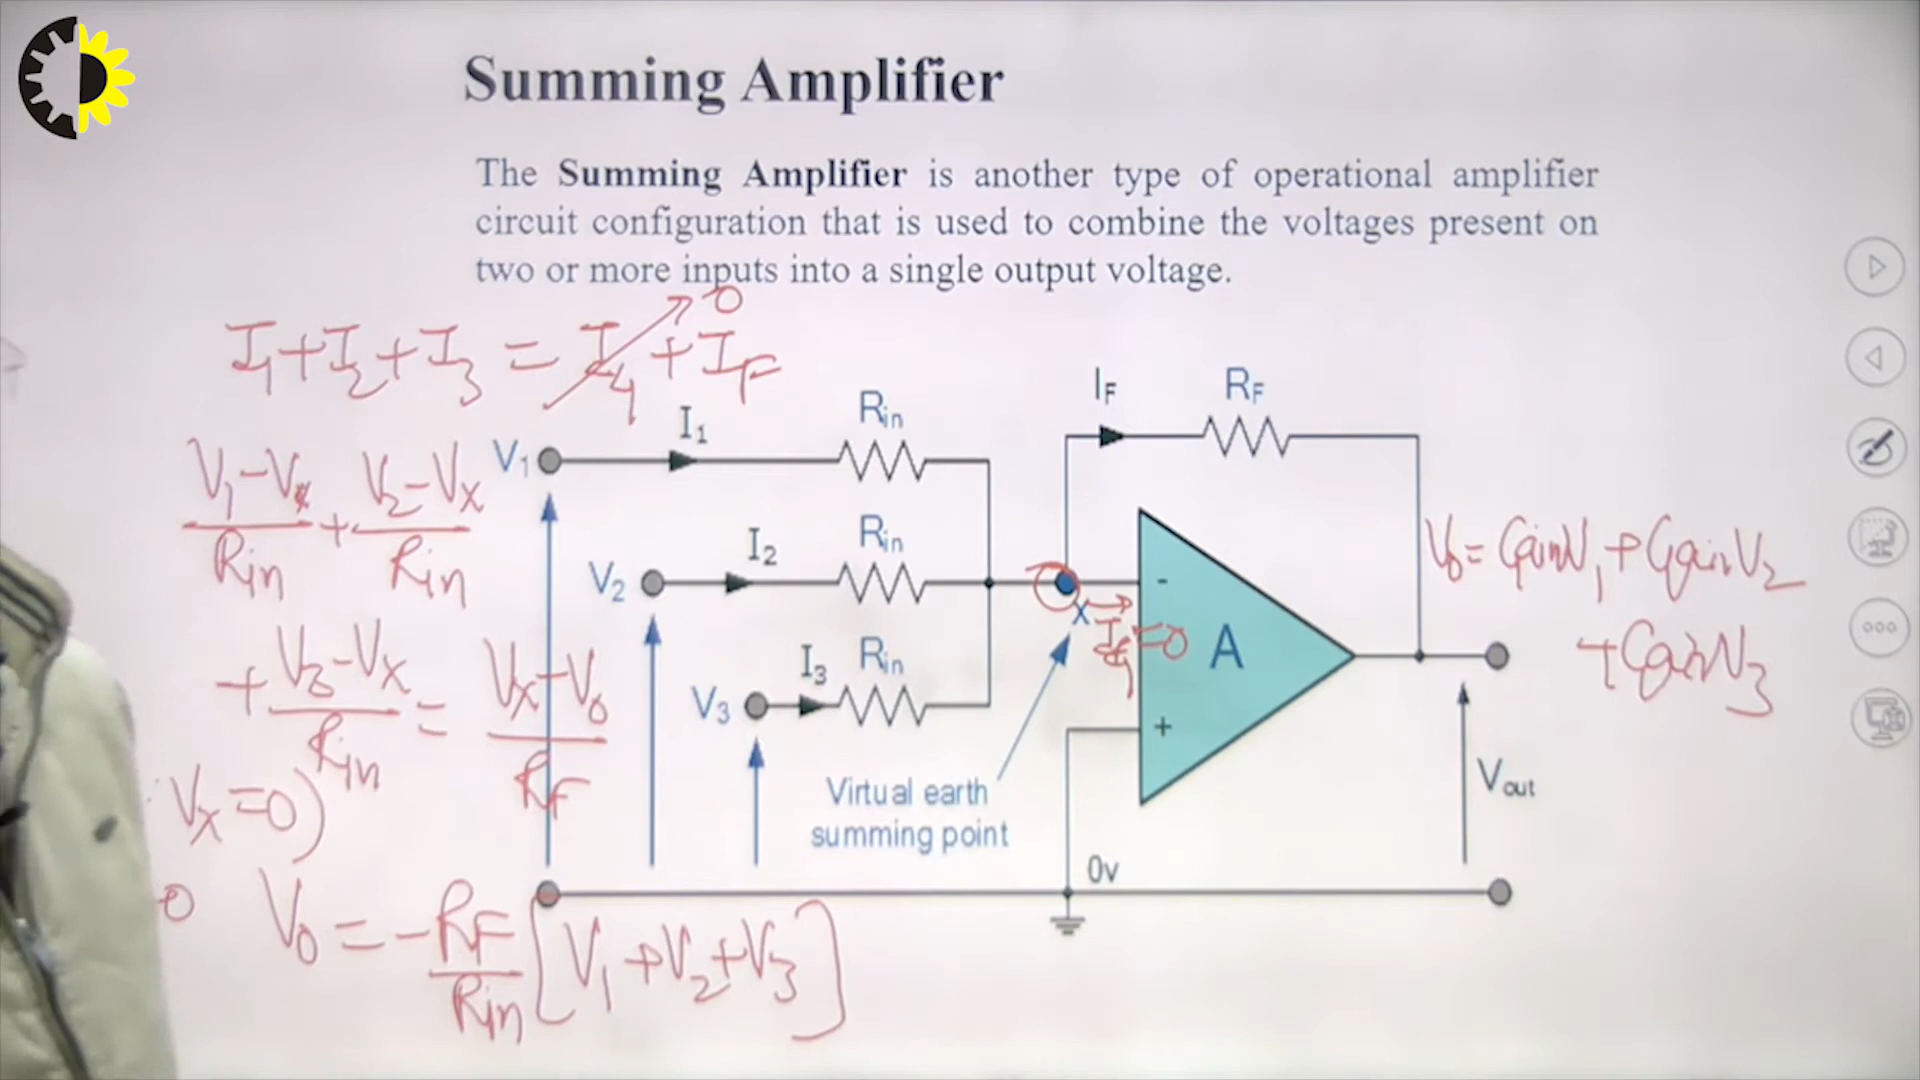 Summing Amplifier
The Summing Amplifier is another type of operational amplifier
circuit configuration that is used to combine the voltages present on
two or more inputs into a single output voltage.
I1+I2+I3 = I4 + IF
0
V1-Vx/Rin + V2-Vx/Rin
+ V3-Vx/Rin = Vx-V0/RF
Vx=0)
V0 = -RF/Rin [V1+V2+V3]
V1
I1
Rin
V2
I2
Rin
V3
I3
Rin
IF
RF
X
I4=0
-
A
+
Virtual earth
summing point
0v
Vout
V0= GainV1+GainV2
+GainV3